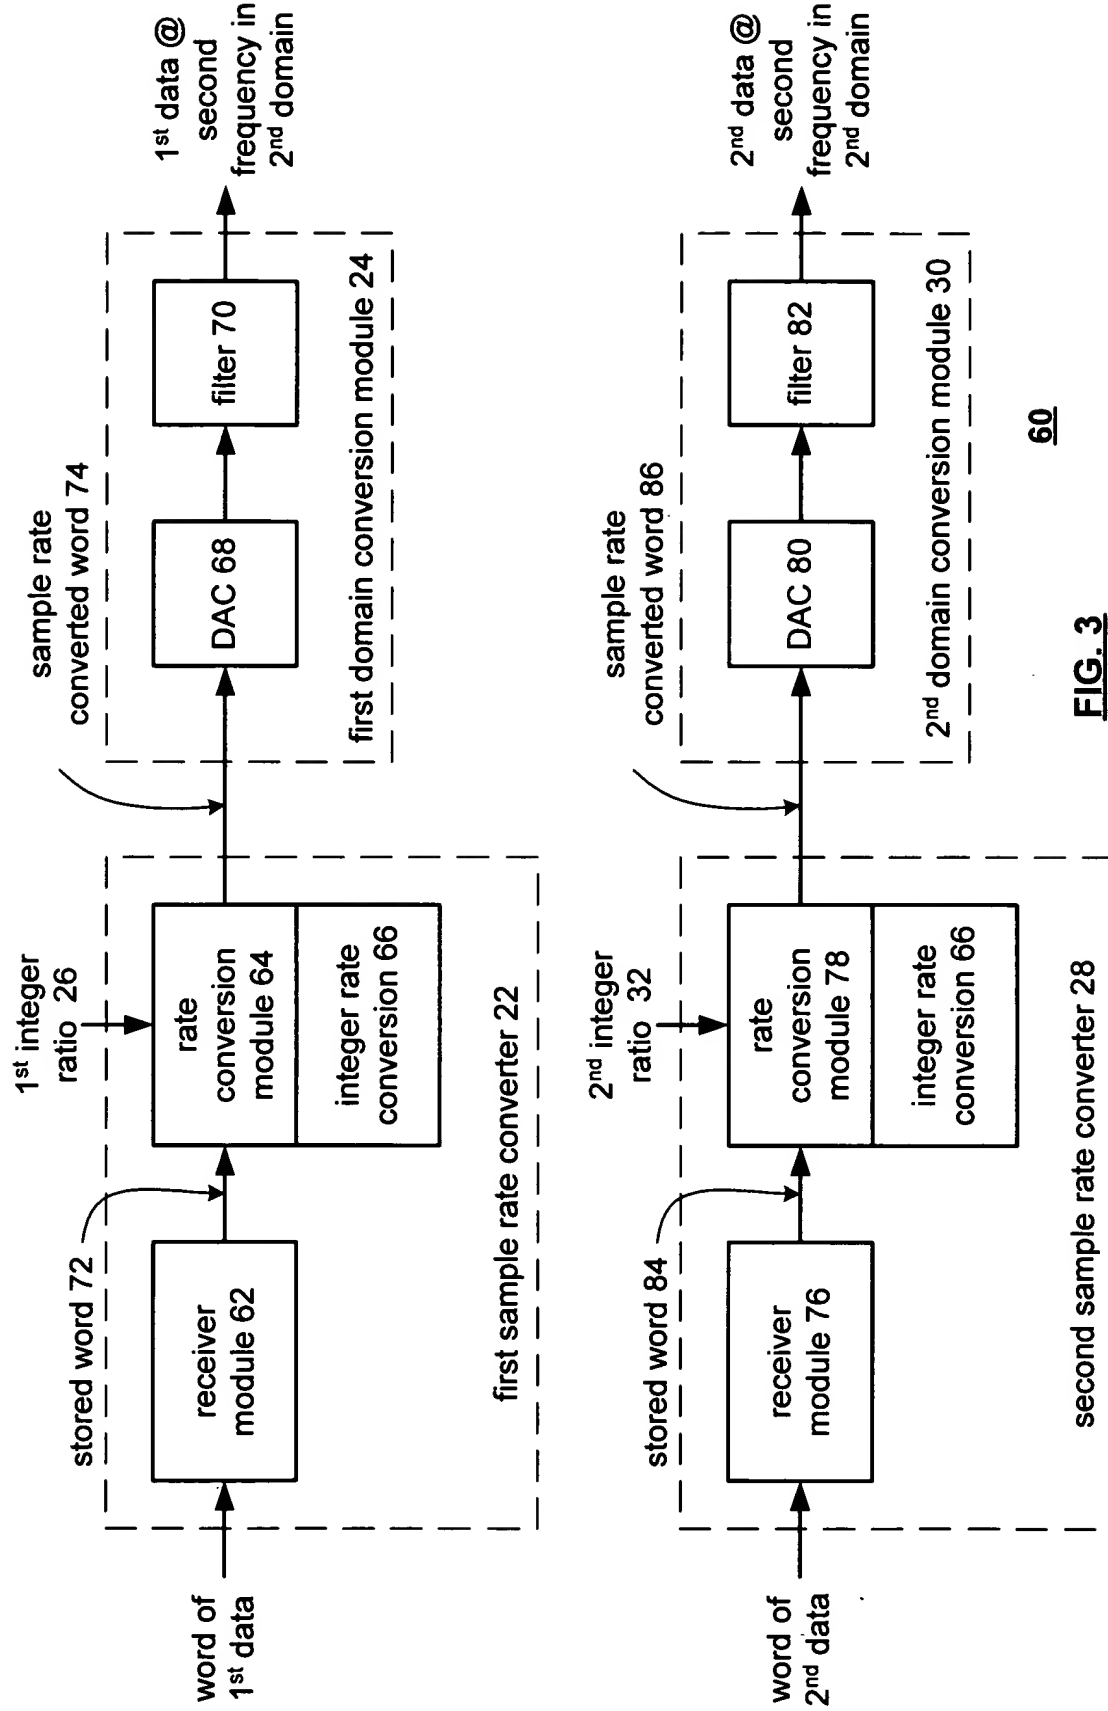 word of
1st data
receiver
module 62
stored word 72
1st integer
ratio 26
rate
conversion
module 64
integer rate
conversion 66
first sample rate converter 22
sample rate
converted word 74
DAC 68
filter 70
first domain conversion module 24
1st data @
second
frequency in
2nd domain
word of
2nd data
receiver
module 76
stored word 84
2nd integer
ratio 32
rate
conversion
module 78
integer rate
conversion 66
second sample rate converter 28
sample rate
converted word 86
DAC 80
filter 82
2nd domain conversion module 30
2nd data @
second
frequency in
2nd domain
60
FIG. 3